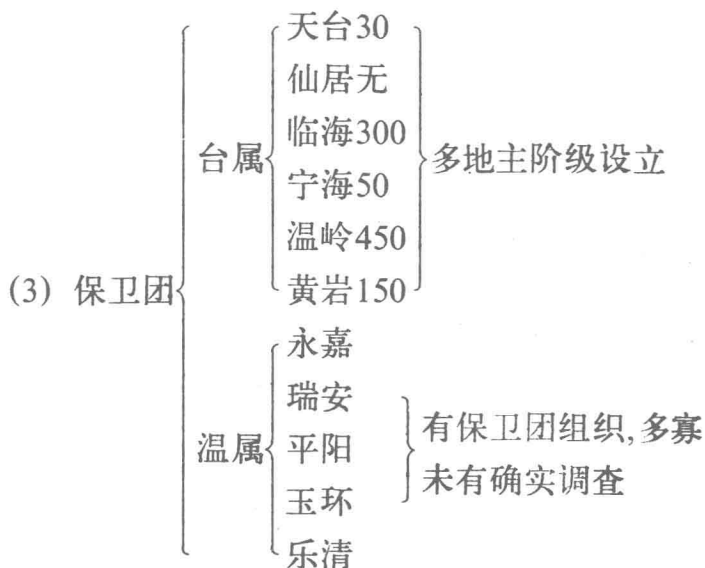 天台30
仙居无
临海300
台属
多地主阶级设立
宁海50
温岭450
(3) 保卫团
黄岩150
永嘉
瑞安
有保卫团组织,多寡
温属
平阳
未有确实调查
玉环
乐清